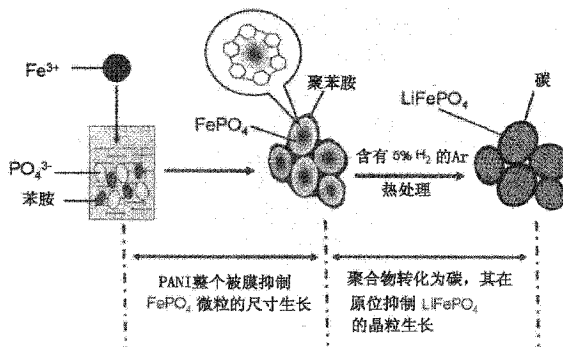 Fe³⁺
聚苯胺
碳
LiFePO₄
FePO₄
PO₄³⁻
苯胺
含有 5% H₂ 的Ar
热处理
PANI整个被膜抑制
FePO₄ 微粒的尺寸生长
聚合物转化为碳，其在
原位抑制 LiFePO₄
的晶粒生长